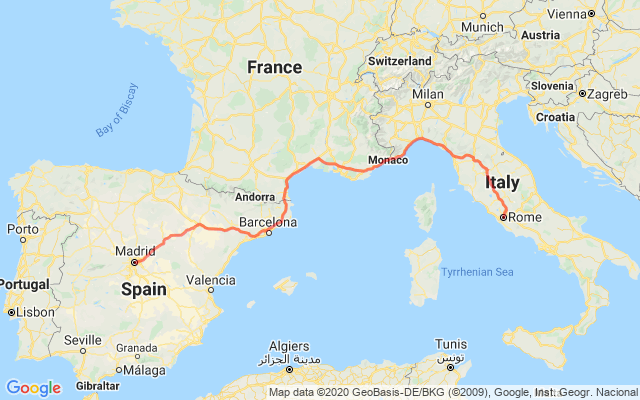 Munich
Vienna
Austria
France
Switzerland
Slovenia
Zagreb
Milan
Croatia
Bay of Biscay
Monaco
Andorra
Italy
Rome
Porto
Barcelona
Madrid
Tyrrhenian Sea
Portugal
Spain
Valencia
Lisbon
Seville
Granada
Málaga
Algiers
مدينة الجزائر
Tunis
تونس
Gibraltar
Google
Map data ©2020 GeoBasis-DE/BKG (©2009), Google, Inst. Geogr. Nacional